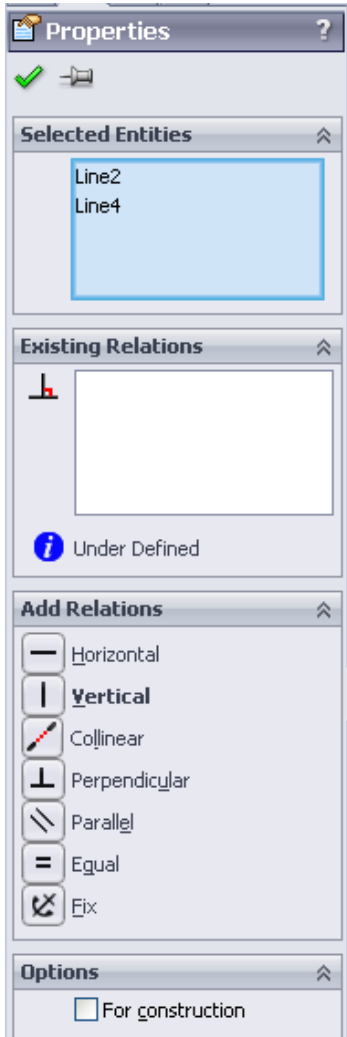 Properties ?
Selected Entities
Line2
Line4
Existing Relations
Under Defined
Add Relations
Horizontal
Vertical
Collinear
Perpendicular
Parallel
Equal
Fix
Options
For construction